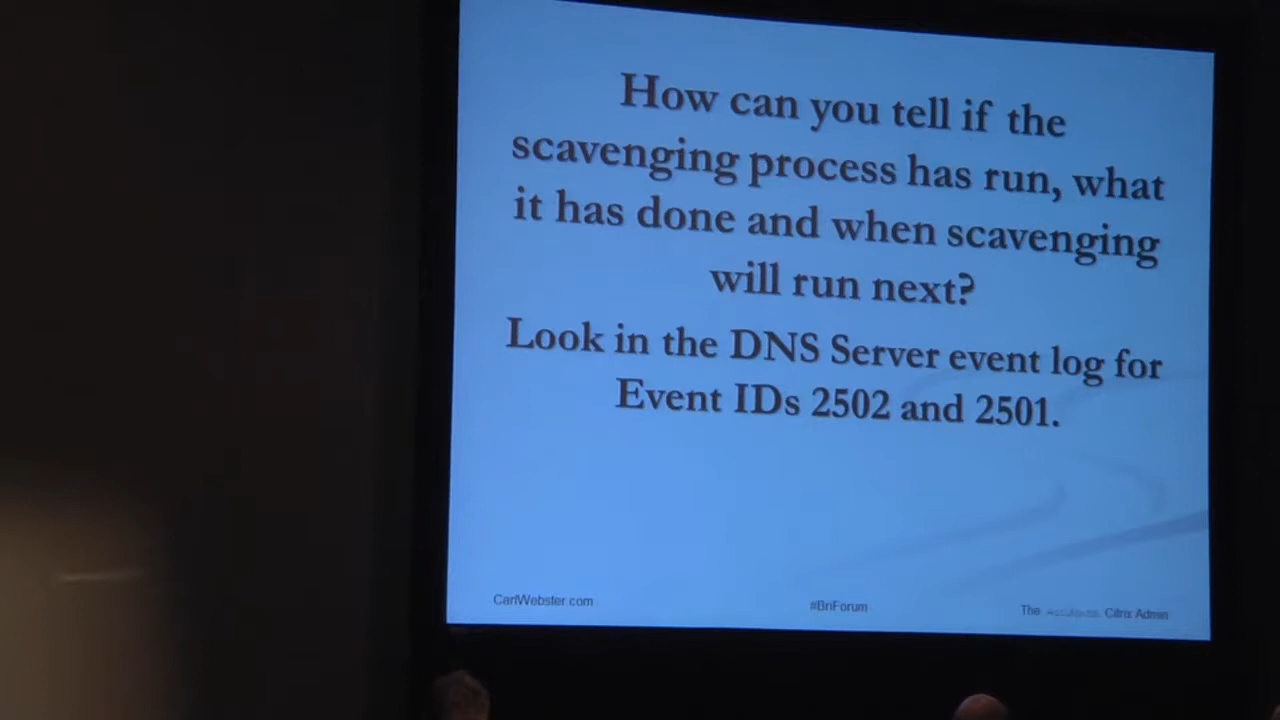 How can you tell if the
scavenging process has run, what
it has done and when scavenging
will run next?
Look in the DNS Server event log for
Event IDs 2502 and 2501.
CarlWebster.com
#BriForum
The Citrix Admin